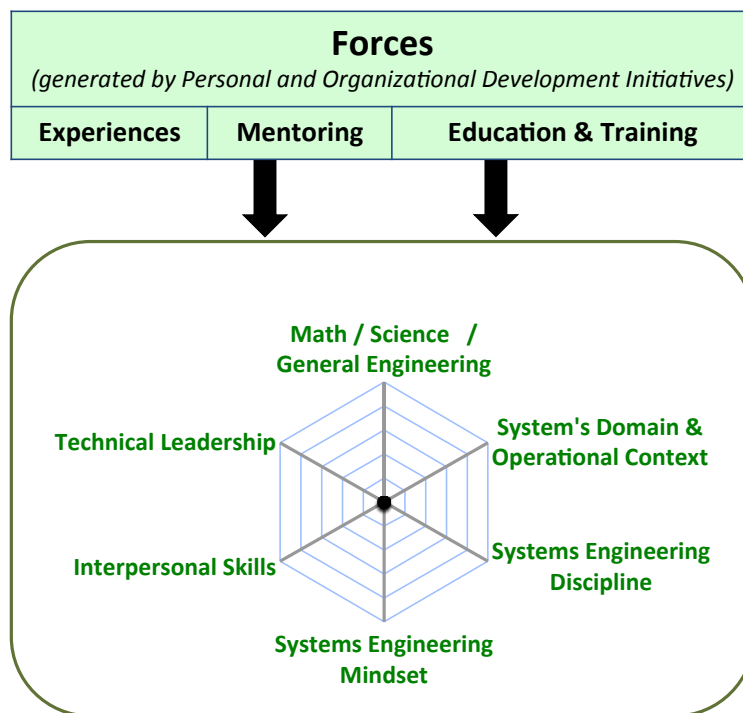 Forces
(generated by Personal and Organizational Development Initiatives)
Experiences
Mentoring
Education & Training
Math / Science /
General Engineering
Technical Leadership
System's Domain &
Operational Context
Interpersonal Skills
Systems Engineering
Discipline
Systems Engineering
Mindset